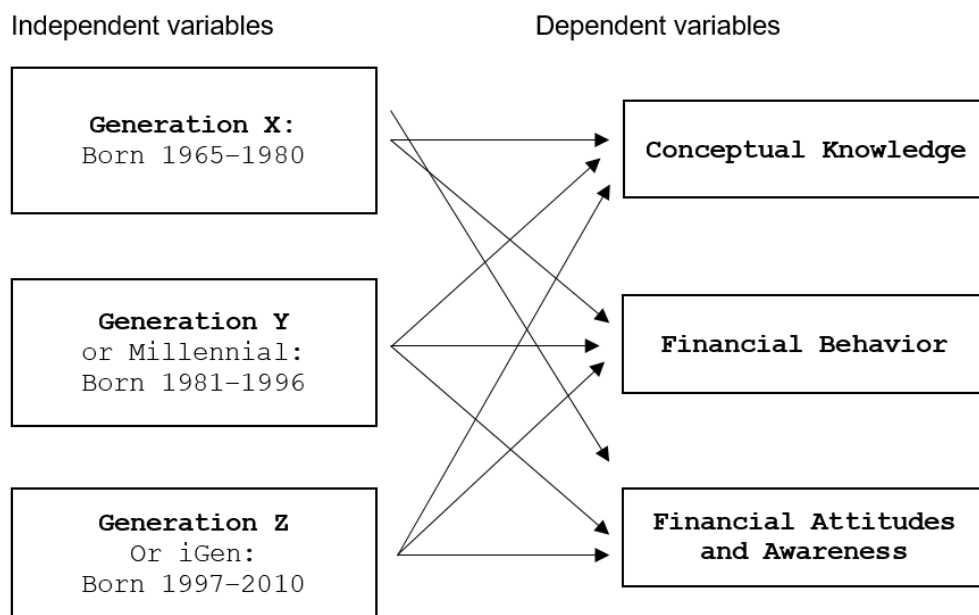 Independent variables
Dependent variables
Generation X:
Born 1965–1980
Conceptual Knowledge
Generation Y
or Millennial:
Born 1981–1996
Financial Behavior
Generation Z
Or iGen:
Born 1997–2010
Financial Attitudes
and Awareness